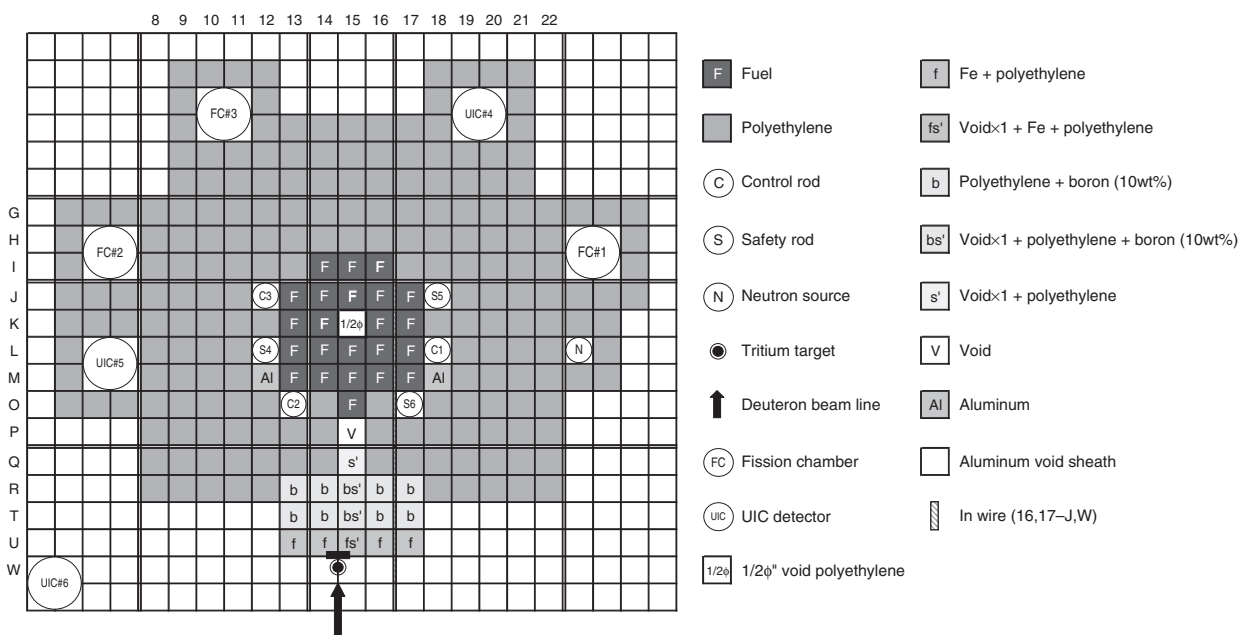 8 9 10 11 12 13 14 15 16 17 18 19 20 21 22
FC#3 UIC#4
G
H FC#2 FC#1
I F F F
J C3 F F F F F S5
K F F 1/2ϕ F F
L UIC#5 S4 F F F F F C1 N
M Al F F F F F Al
O C2 F S6
P V
Q s'
R b b bs' b b
T b b bs' b b
U f f fs' f f
W UIC#6
F Fuel
Polyethylene
C Control rod
S Safety rod
N Neutron source
Tritium target
Deuteron beam line
FC Fission chamber
UIC UIC detector
1/2ϕ 1/2ϕ" void polyethylene
f Fe + polyethylene
fs' Void×1 + Fe + polyethylene
b Polyethylene + boron (10wt%)
bs' Void×1 + polyethylene + boron (10wt%)
s' Void×1 + polyethylene
V Void
Al Aluminum
Aluminum void sheath
In wire (16,17–J,W)